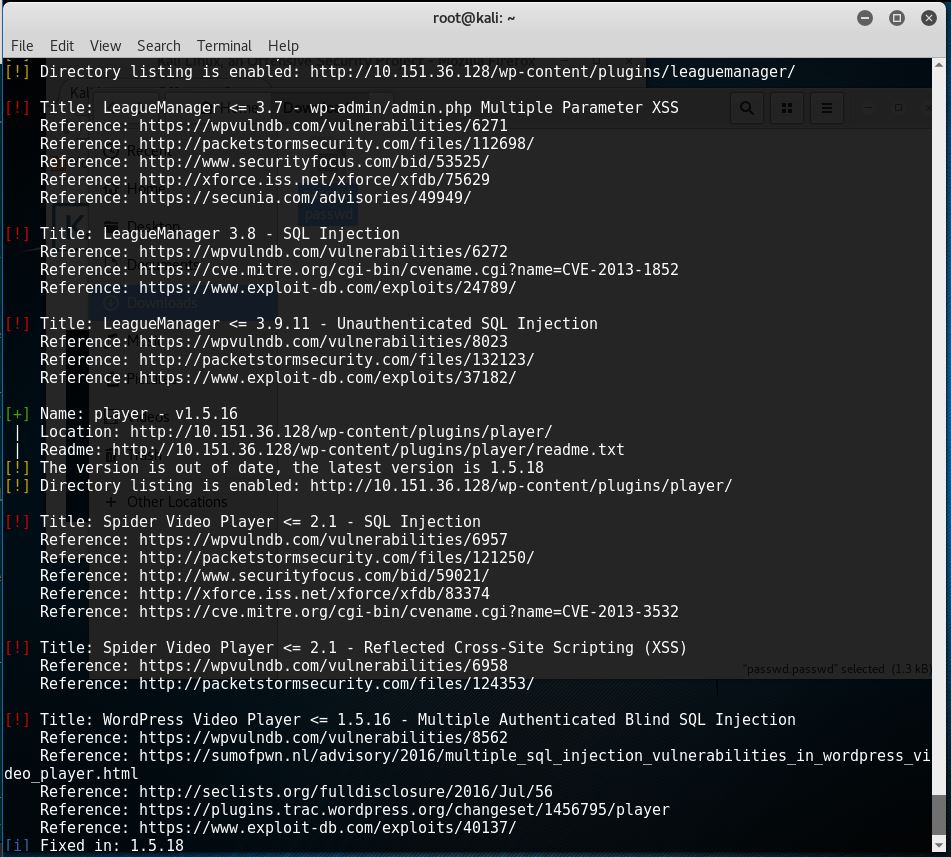 root@kali: ~
File Edit View Search Terminal Help
[!] Directory listing is enabled: http://10.151.36.128/wp-content/plugins/leaguemanager/
[!] Title: LeagueManager <= 3.7 - wp-admin/admin.php Multiple Parameter XSS
Reference: https://wpvulndb.com/vulnerabilities/6271
Reference: http://packetstormsecurity.com/files/112698/
Reference: http://www.securityfocus.com/bid/53525/
Reference: http://xforce.iss.net/xforce/xfdb/75629
Reference: https://secunia.com/advisories/49949/
passwd
[!] Title: LeagueManager 3.8 - SQL Injection
Reference: https://wpvulndb.com/vulnerabilities/6272
Reference: https://cve.mitre.org/cgi-bin/cvename.cgi?name=CVE-2013-1852
Reference: https://www.exploit-db.com/exploits/24789/
Downloads
[!] Title: LeagueManager <= 3.9.11 - Unauthenticated SQL Injection
Reference: https://wpvulndb.com/vulnerabilities/8023
Reference: http://packetstormsecurity.com/files/132123/
Reference: https://www.exploit-db.com/exploits/37182/
[+] Name: player - v1.5.16
| Location: http://10.151.36.128/wp-content/plugins/player/
| Readme: http://10.151.36.128/wp-content/plugins/player/readme.txt
[!] The version is out of date, the latest version is 1.5.18
[!] Directory listing is enabled: http://10.151.36.128/wp-content/plugins/player/
+ Other Locations
[!] Title: Spider Video Player <= 2.1 - SQL Injection
Reference: https://wpvulndb.com/vulnerabilities/6957
Reference: http://packetstormsecurity.com/files/121250/
Reference: http://www.securityfocus.com/bid/59021/
Reference: http://xforce.iss.net/xforce/xfdb/83374
Reference: https://cve.mitre.org/cgi-bin/cvename.cgi?name=CVE-2013-3532
[!] Title: Spider Video Player <= 2.1 - Reflected Cross-Site Scripting (XSS)
Reference: https://wpvulndb.com/vulnerabilities/6958
"passwd.passwd" selected (1.3 kB)
Reference: http://packetstormsecurity.com/files/124353/
[!] Title: WordPress Video Player <= 1.5.16 - Multiple Authenticated Blind SQL Injection
Reference: https://wpvulndb.com/vulnerabilities/8562
Reference: https://sumofpwn.nl/advisory/2016/multiple_sql_injection_vulnerabilities_in_wordpress_vi
deo_player.html
Reference: http://seclists.org/fulldisclosure/2016/Jul/56
Reference: https://plugins.trac.wordpress.org/changeset/1456795/player
Reference: https://www.exploit-db.com/exploits/40137/
[i] Fixed in: 1.5.18